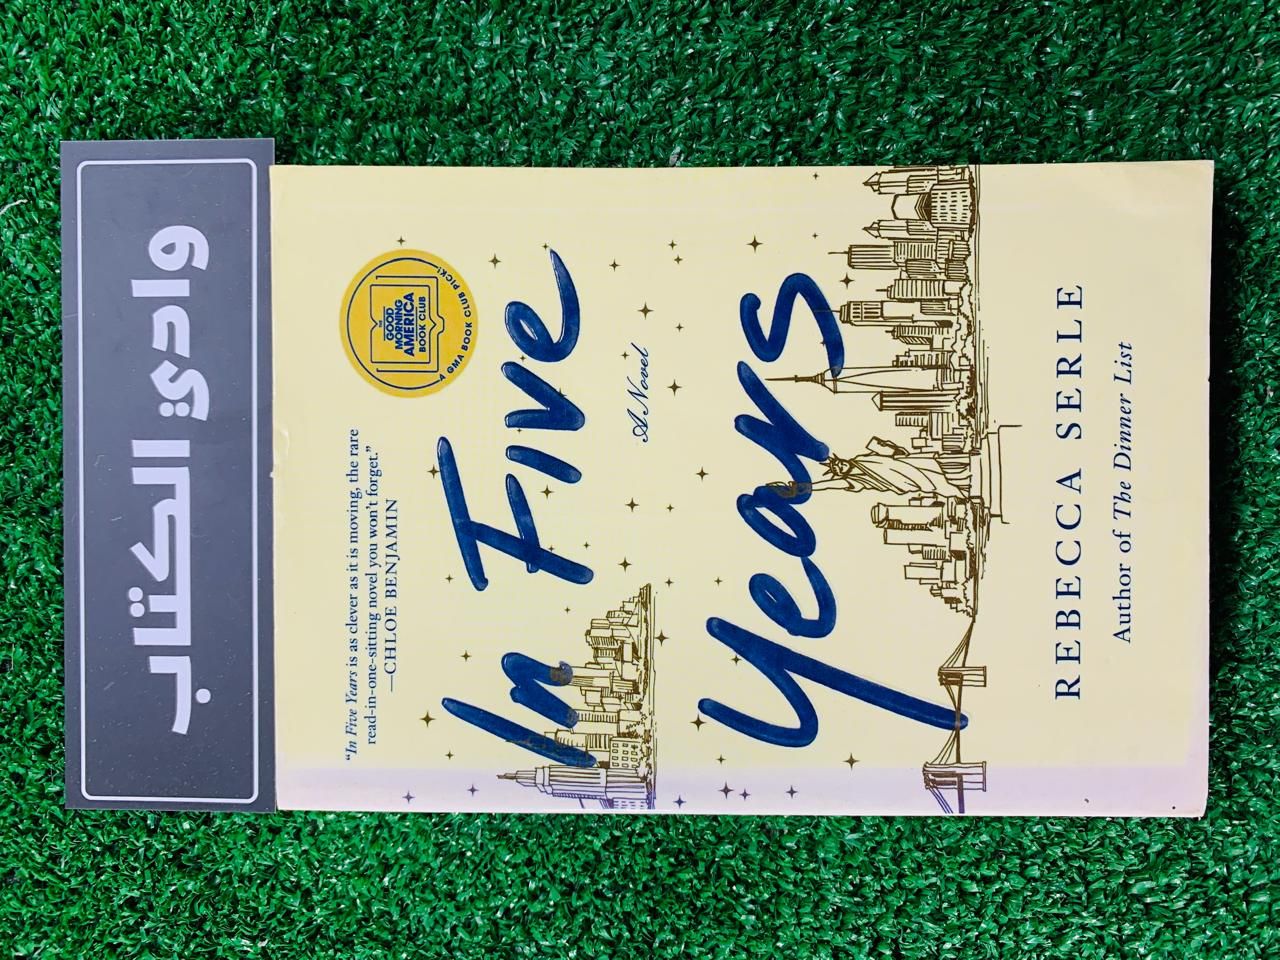 وادي الكتاب
"In Five Years is as clever as it is moving, the rare
read-in-one-sitting novel you won't forget."
—CHLOE BENJAMIN
THE
GOOD
MORNING
AMERICA
BOOK CLUB
A GMA BOOK CLUB PICK!
In Five
A Novel
Years
REBECCA SERLE
Author of The Dinner List